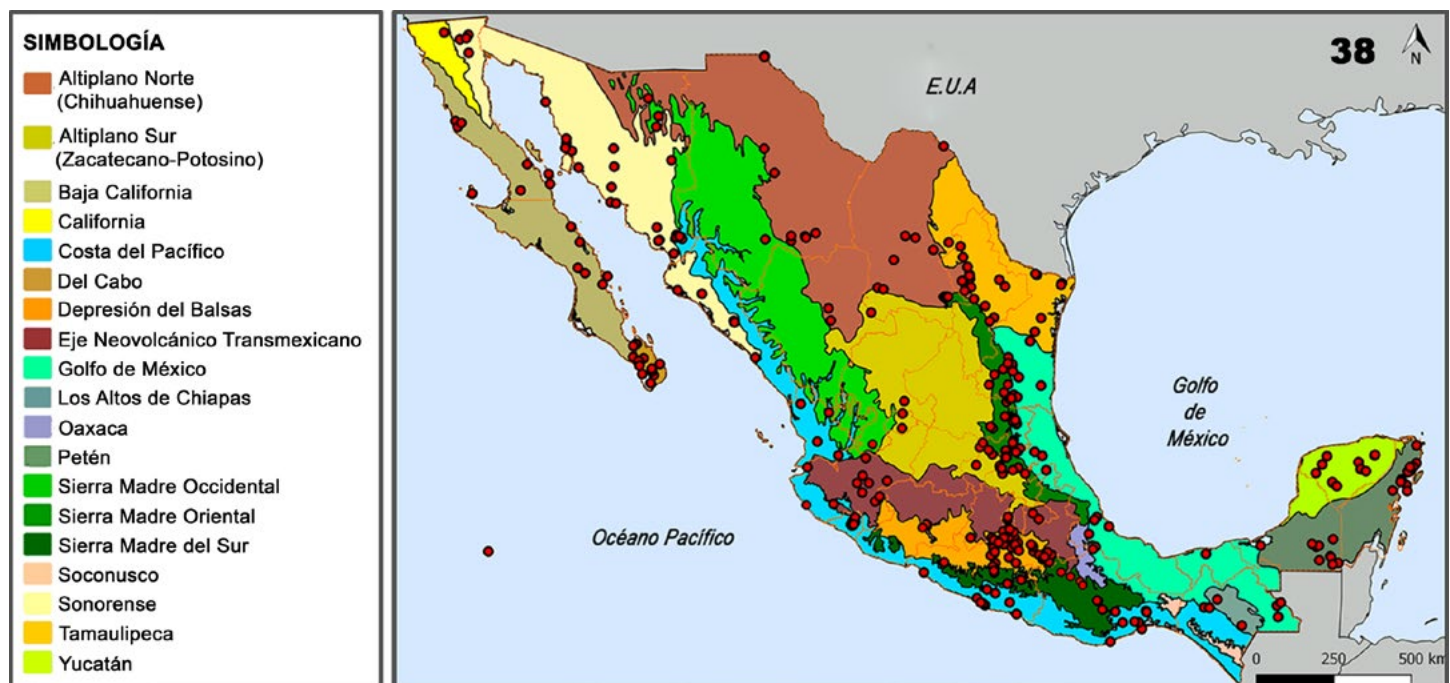 SIMBOLOGÍA
Altiplano Norte
(Chihuahuense)
Altiplano Sur
(Zacatecano-Potosino)
Baja California
California
Costa del Pacífico
Del Cabo
Depresión del Balsas
Eje Neovolcánico Transmexicano
Golfo de México
Los Altos de Chiapas
Oaxaca
Petén
Sierra Madre Occidental
Sierra Madre Oriental
Sierra Madre del Sur
Soconusco
Sonorense
Tamaulipeca
Yucatán
38
N
E.U.A
Golfo
de
México
Océano Pacífico
0 250 500 km